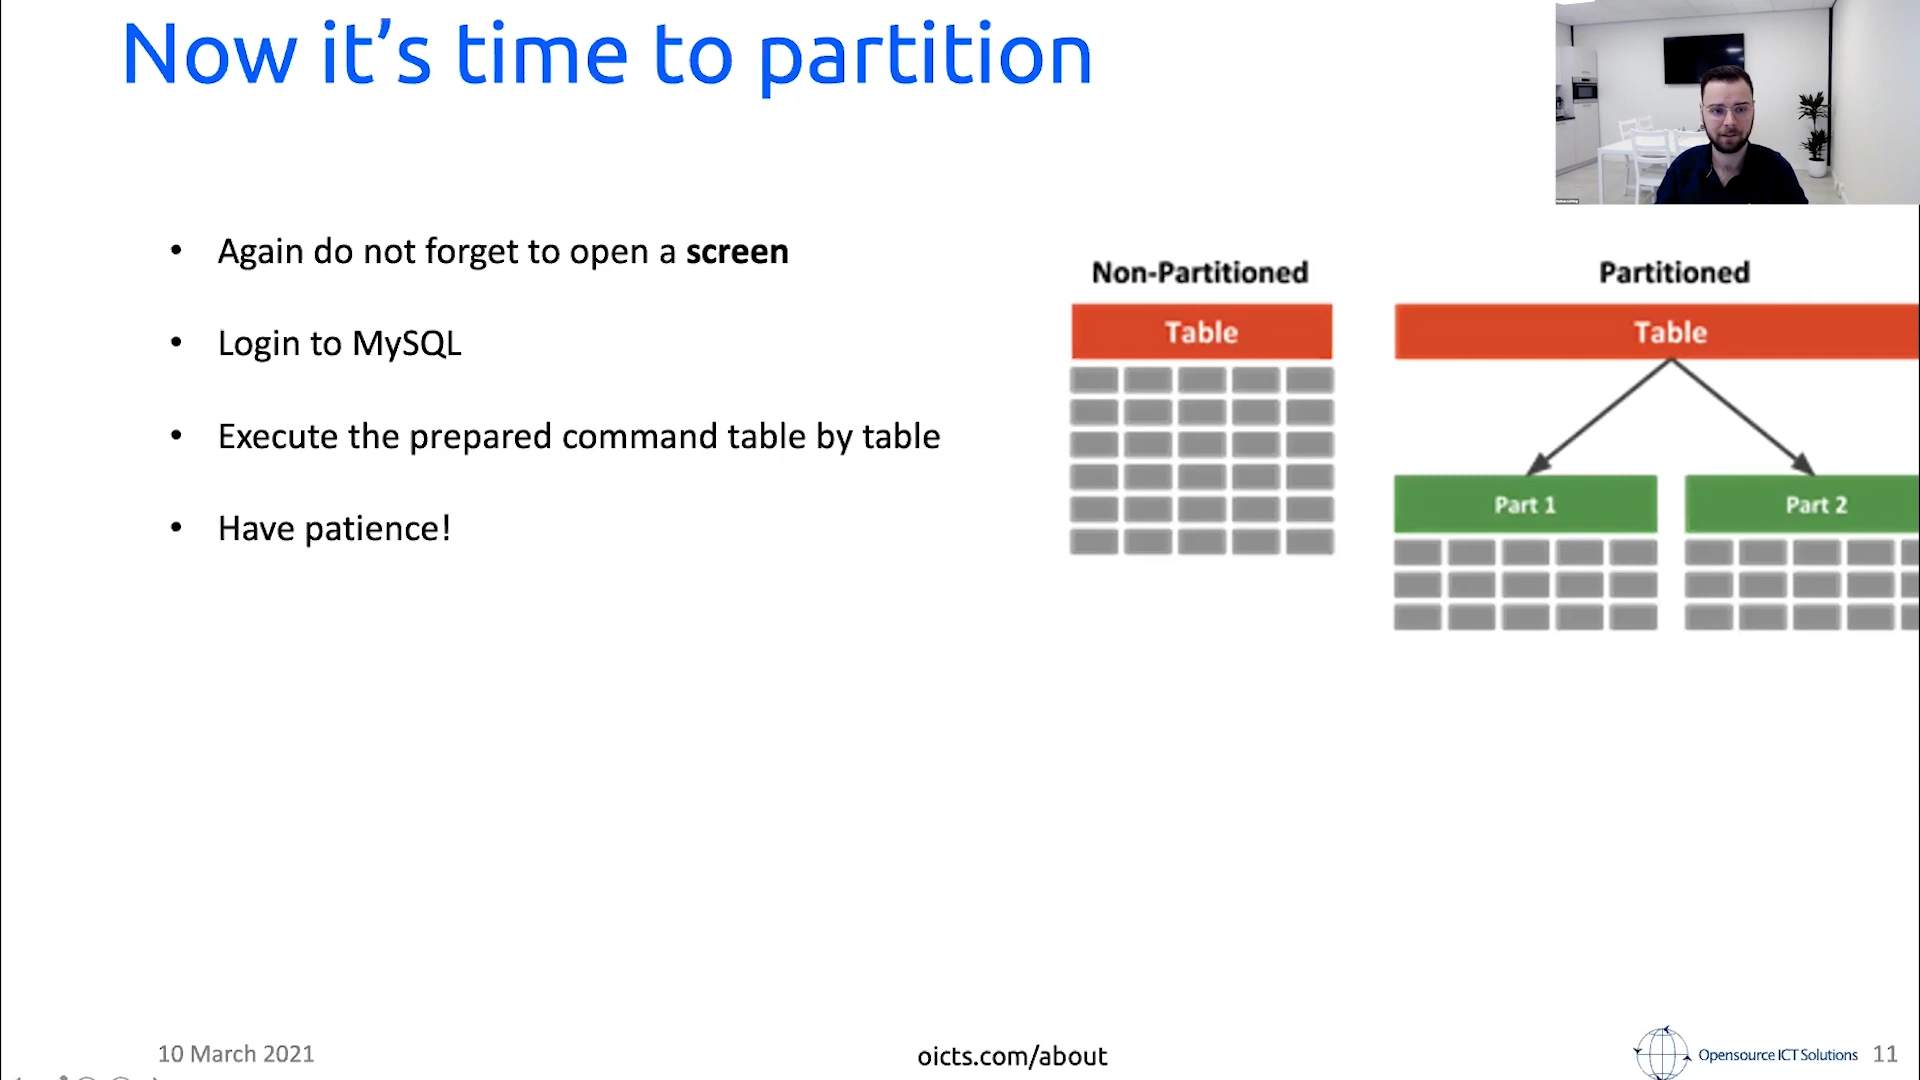 Now it’s time to partition
• Again do not forget to open a screen
• Login to MySQL
• Execute the prepared command table by table
• Have patience!
Non-Partitioned
Table
Partitioned
Table
Part 1
Part 2
10 March 2021
oicts.com/about
Opensource ICT Solutions
11